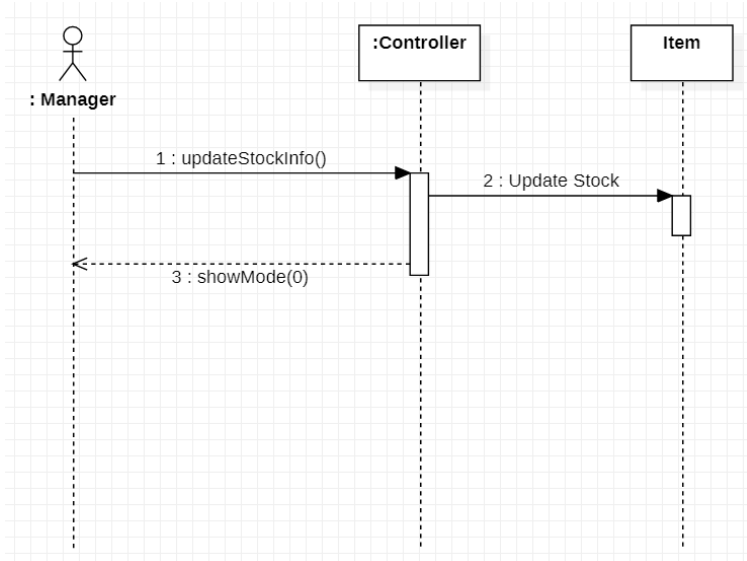 : Manager
:Controller
Item
1 : updateStockInfo()
2 : Update Stock
3 : showMode(0)